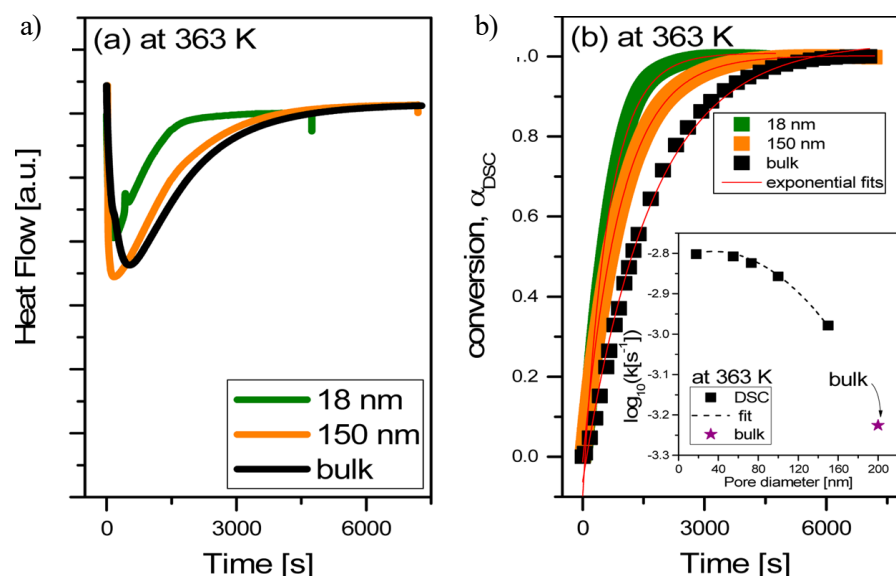 a)
(a) at 363 K
Heat Flow [a.u.]
18 nm
150 nm
bulk
0
3000
6000
Time [s]
b)
(b) at 363 K
conversion, αDSC
.0
0.8
0.6
0.4
0.2
0.0
18 nm
150 nm
bulk
exponential fits
log10(k[s-1])
-2.8
-2.9
-3.0
-3.1
-3.2
-3.3
at 363 K
DSC
fit
bulk
bulk
0
40
80
120
160
200
Pore diameter [nm]
0
3000
6000
Time [s]